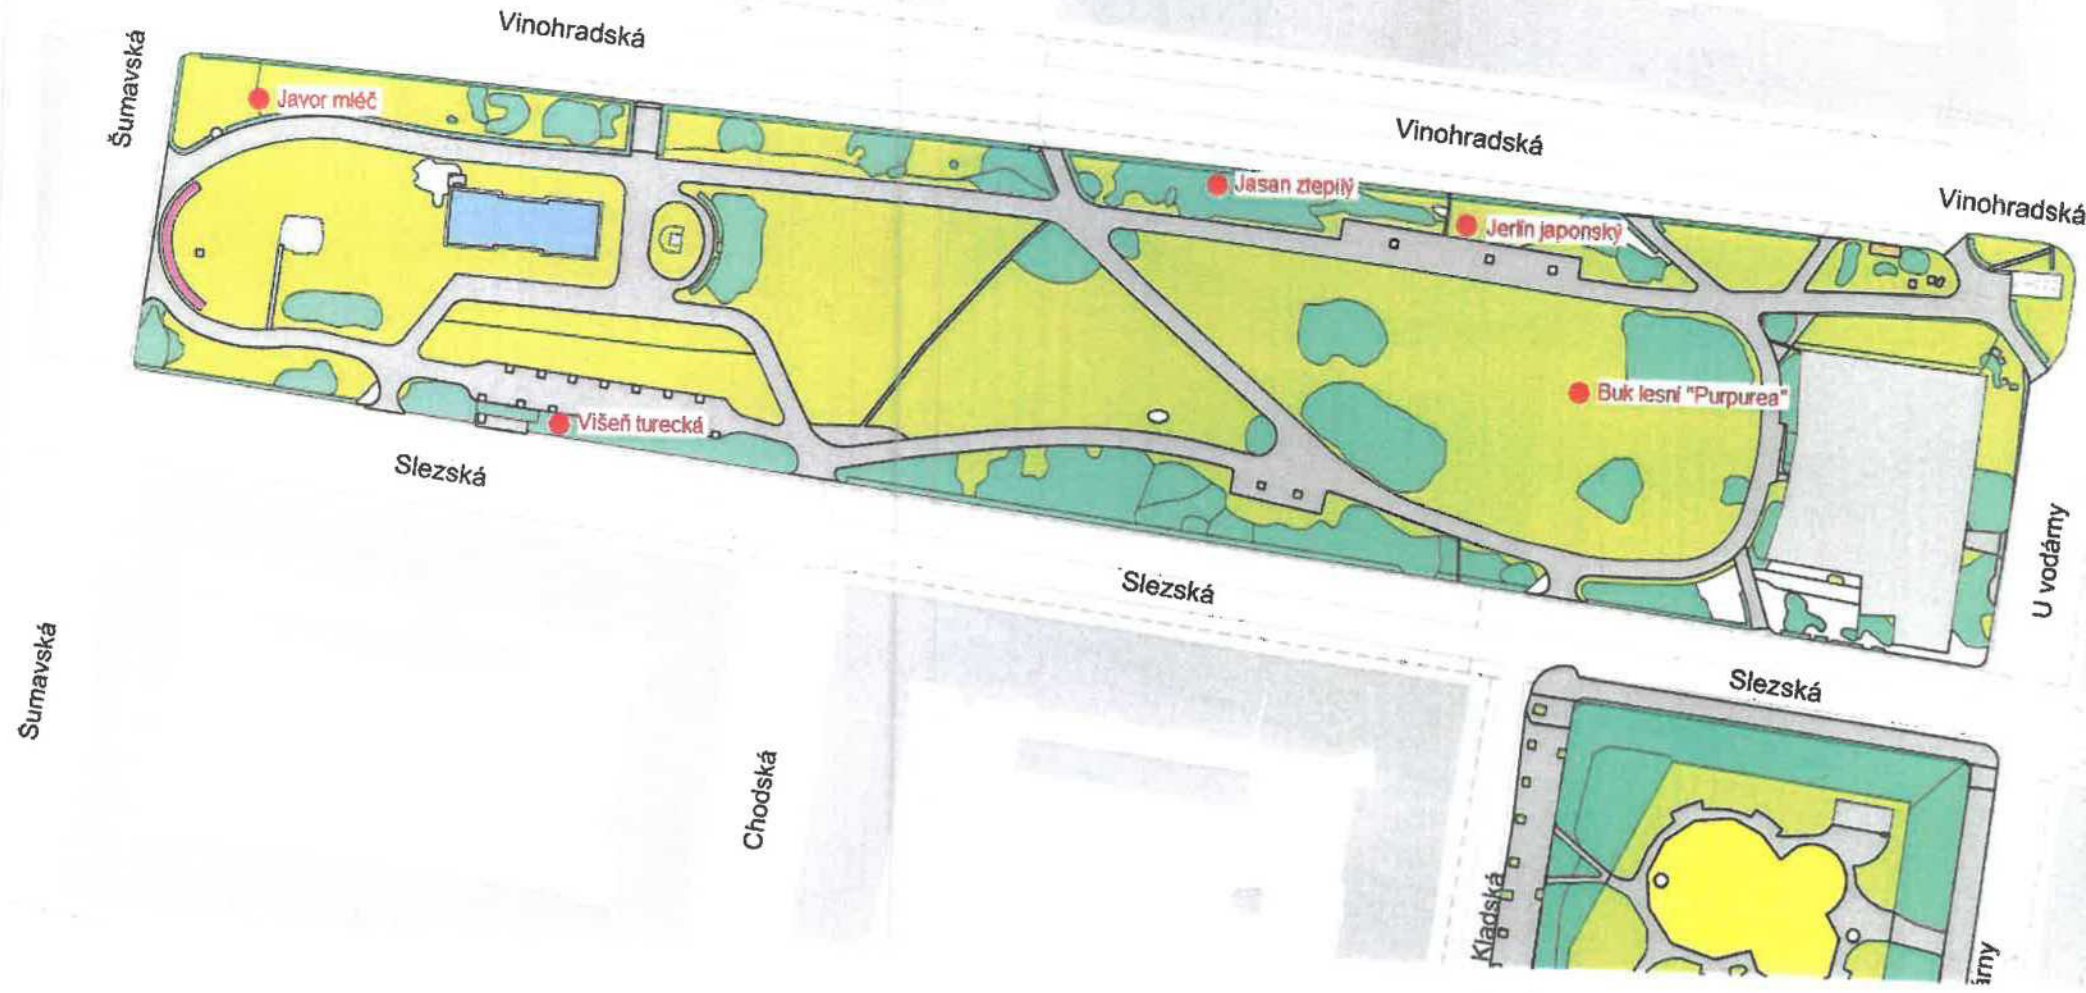 Vinohradská
Šumavská
Javor mléč
Vinohradská
Jasan ztepilý
Vinohradská
Jerlín japonský
Buk lesní "Purpurea"
Višeň turecká
Slezská
U vodárny
Slezská
Šumavská
Slezská
Chodská
Kladská
árny